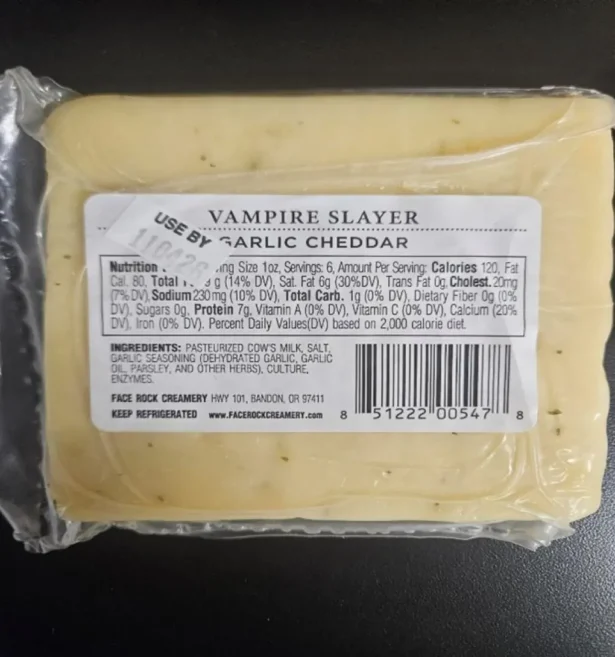 VAMPIRE SLAYER
USE BY
110426
GARLIC CHEDDAR
Nutrition ing Size 1oz, Servings: 6, Amount Per Serving: Calories 120, Fat
Cal. 80, Total 9 g (14% DV), Sat. Fat 6g (30%DV), Trans Fat 0g, Cholest. 20mg
(7% DV), Sodium 230mg (10% DV), Total Carb. 1g (0% DV), Dietary Fiber 0g (0%
DV), Sugars 0g, Protein 7g, Vitamin A (0% DV), Vitamin C (0% DV), Calcium (20%
DV), Iron (0% DV). Percent Daily Values(DV) based on 2,000 calorie diet.
INGREDIENTS: PASTEURIZED COW'S MILK, SALT,
GARLIC SEASONING (DEHYDRATED GARLIC, GARLIC
OIL, PARSLEY, AND OTHER HERBS), CULTURE,
ENZYMES.
FACE ROCK CREAMERY HWY 101, BANDON, OR 97411
KEEP REFRIGERATED www.FACEROCKCREAMERY.com
8 51222 00547 8